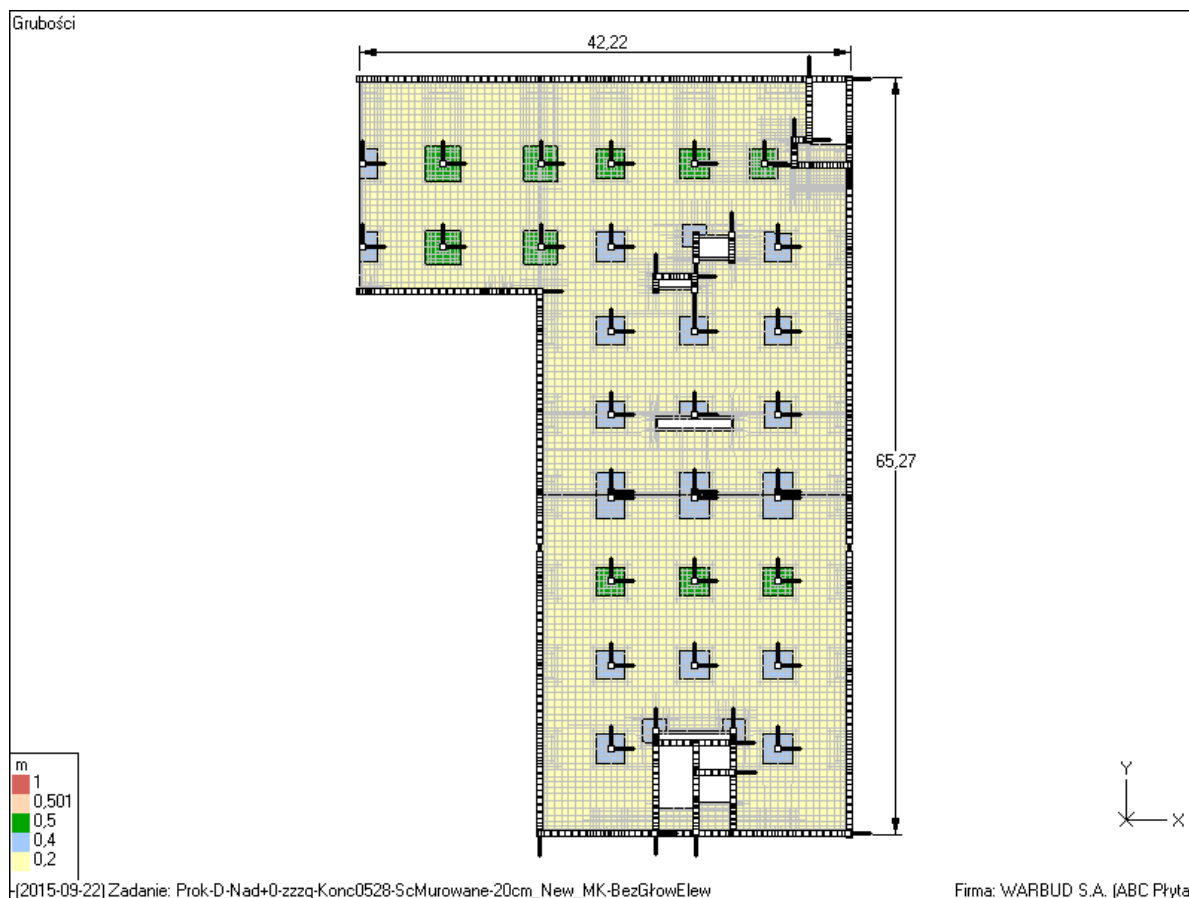 Grubości
42,22
65,27
m
1
0,501
0,5
0,4
0,2
Y
X
-(2015-09-22) Zadanie: Prok-D-Nad+0-zzzg-Konc0528-ScMurowane-20cm_New_MK-BezGłowElew
Firma: WARBUD S.A. (ABC Płyta